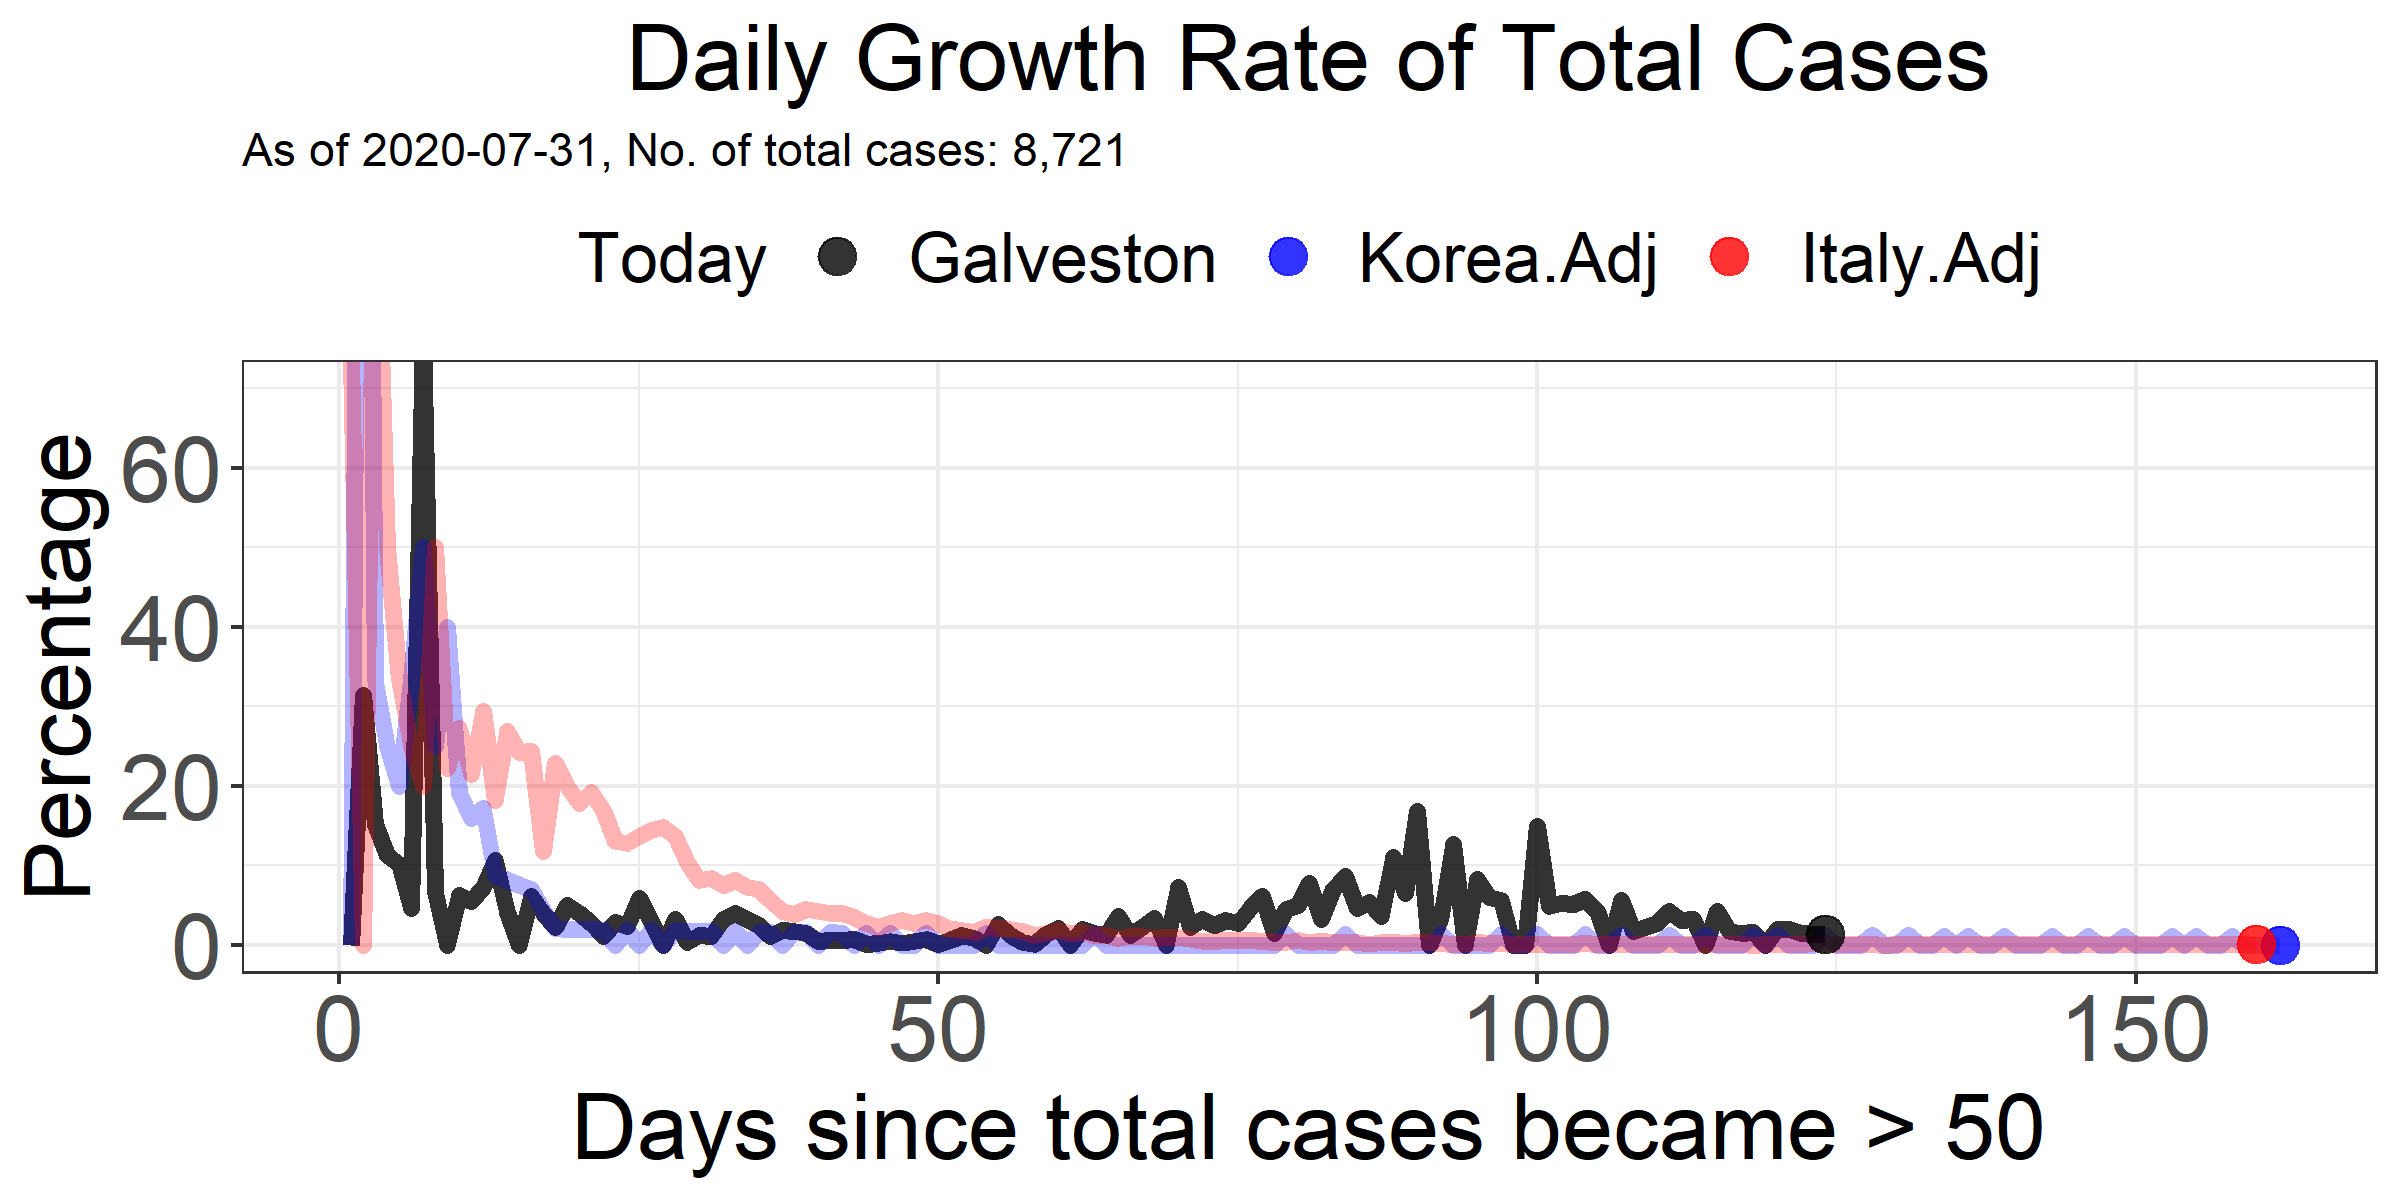 Daily Growth Rate of Total Cases
As of 2020-07-31, No. of total cases: 8,721
Today Galveston Korea.Adj Italy.Adj
Percentage
60
40
20
0
0 50 100 150
Days since total cases became > 50